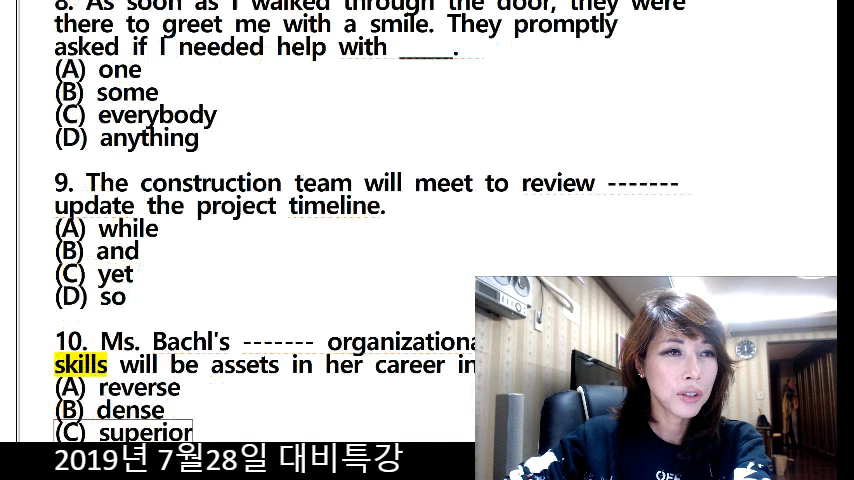 8. As soon as I walked through the door, they were
there to greet me with a smile. They promptly
asked if I needed help with _____.
(A) one
(B) some
(C) everybody
(D) anything
9. The construction team will meet to review -------
update the project timeline.
(A) while
(B) and
(C) yet
(D) so
10. Ms. Bachl's ------- organizationa
skills will be assets in her career in
(A) reverse
(B) dense
(C) superior
2019년 7월28일 대비특강
OFF